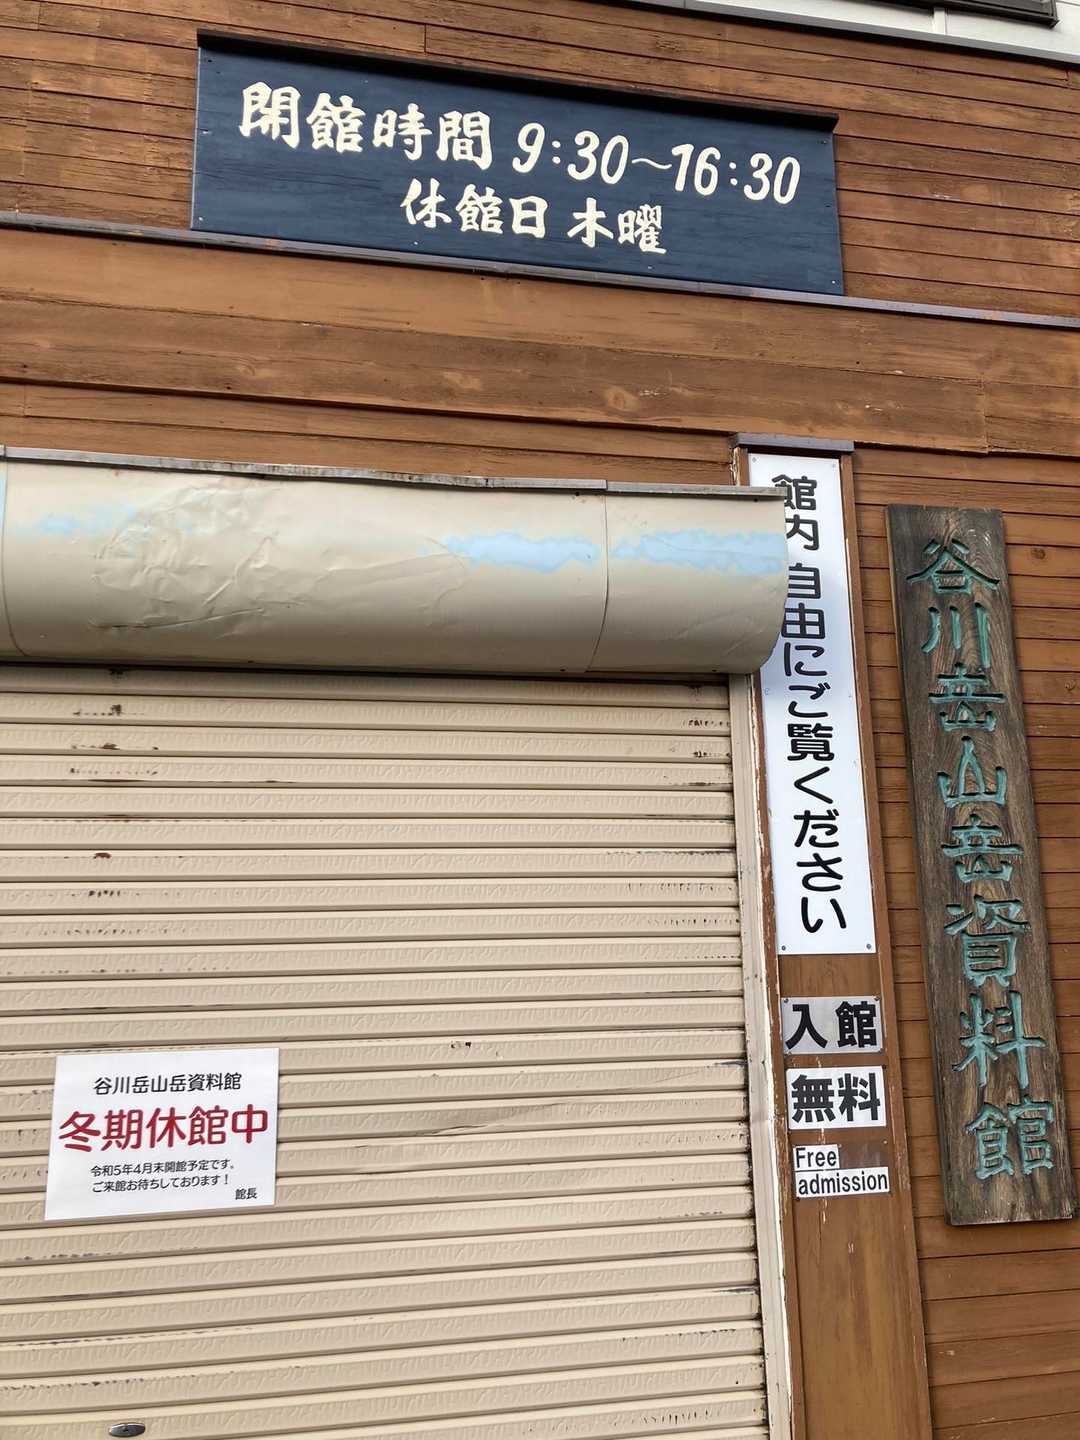 開館時間 9:30～16:30
休館日 木曜
館内 自由にご覧ください
入館
無料
Free
admission
谷川岳山岳資料館
谷川岳山岳資料館
冬期休館中
令和5年4月末開館予定です。
ご来館お待ちしております！
館長